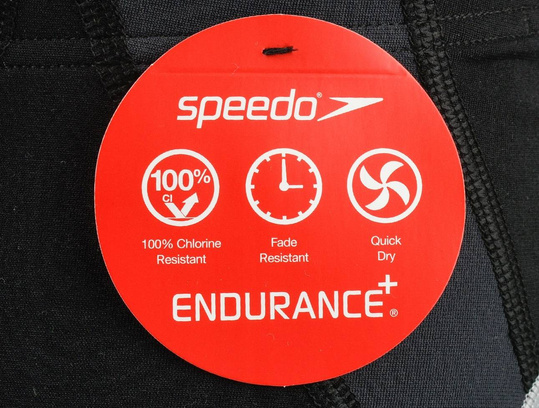 speedo®
100%
Cl
100% Chlorine
Resistant
Fade
Resistant
Quick
Dry
ENDURANCE+®